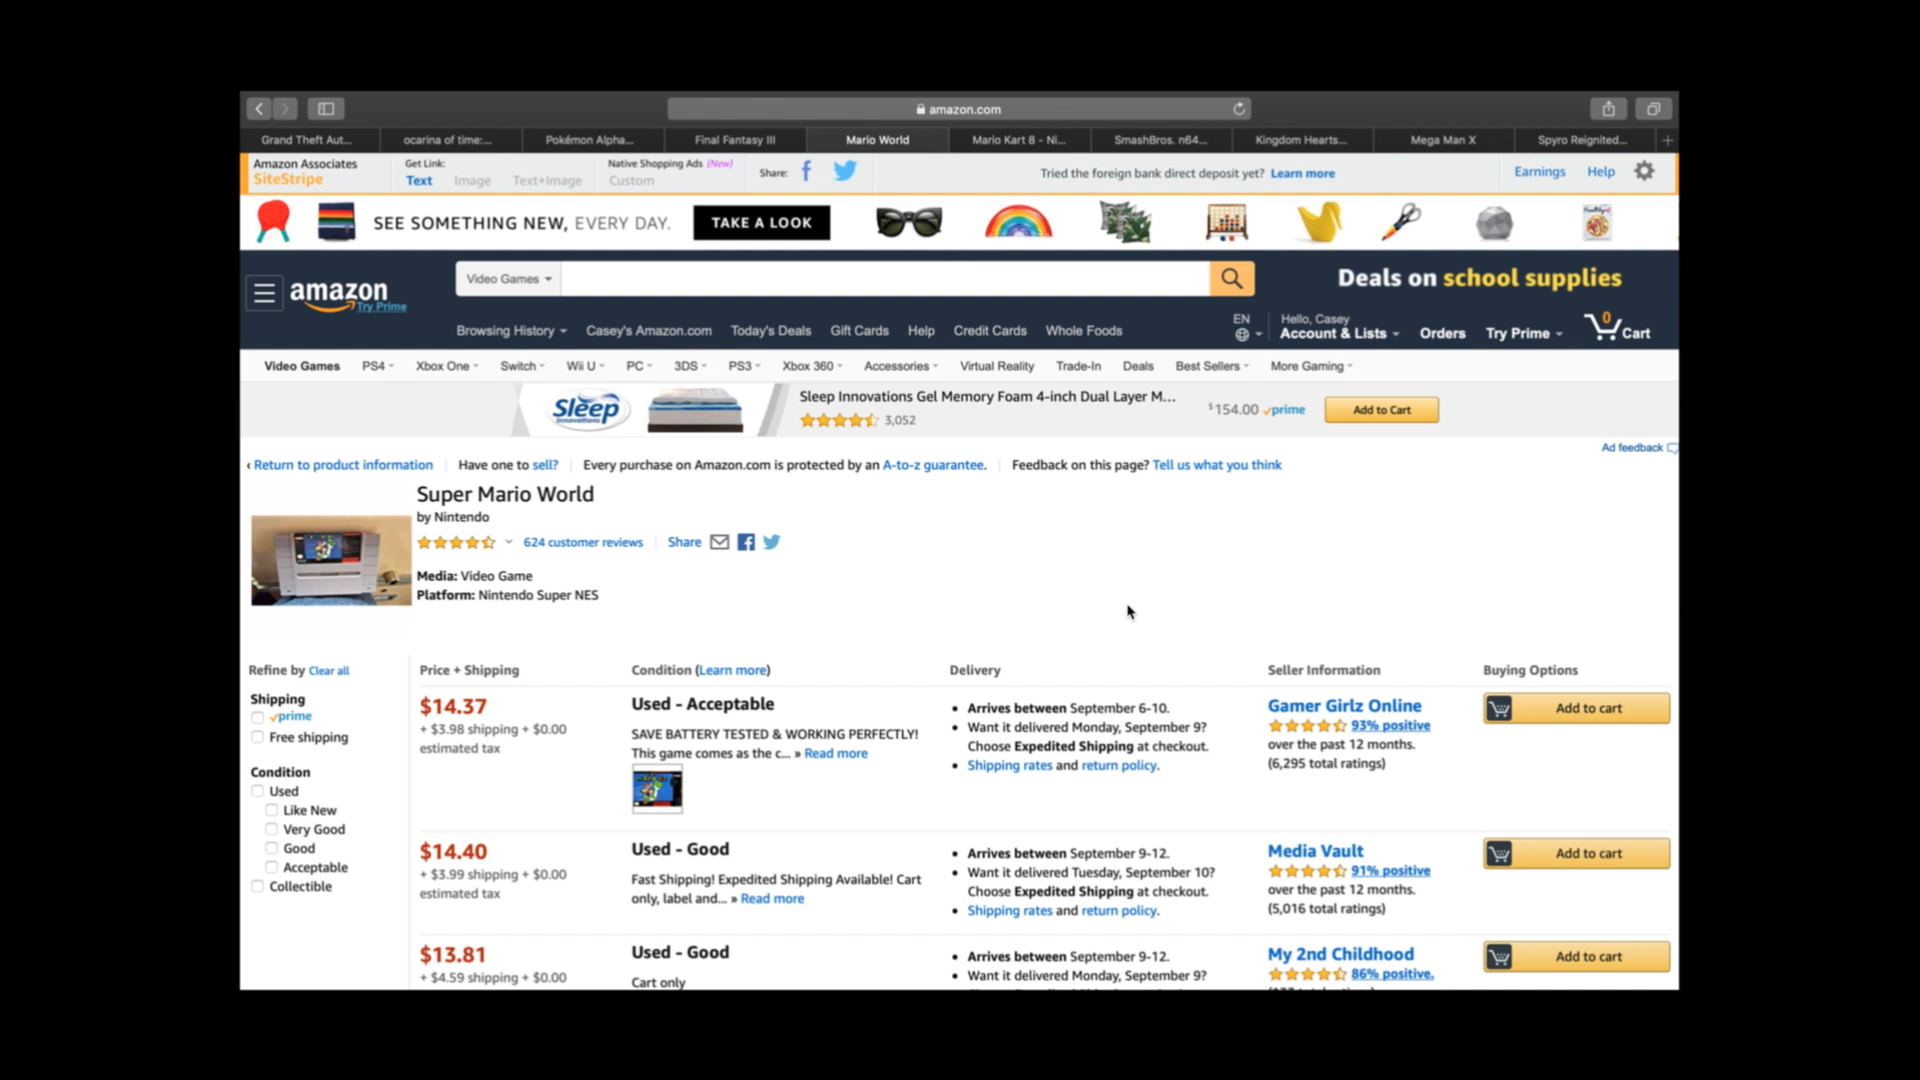 amazon.com
Grand Theft Aut...
ocarina of time:...
Pokémon Alpha...
Final Fantasy III
Mario World
Mario Kart 8 - Ni...
SmashBros. n64...
Kingdom Hearts...
Mega Man X
Spyro Reignited...
Amazon Associates
SiteStripe
Get Link:
Text Image Text+Image
Native Shopping Ads (New)
Custom
Share:
Tried the foreign bank direct deposit yet? Learn more
Earnings Help
SEE SOMETHING NEW, EVERY DAY.
TAKE A LOOK
amazon
Try Prime
Video Games
Deals on school supplies
Browsing History Casey's Amazon.com Today's Deals Gift Cards Help Credit Cards Whole Foods
EN
Hello, Casey
Account & Lists
Orders
Try Prime
0
Cart
Video Games PS4 Xbox One Switch Wii U PC 3DS PS3 Xbox 360 Accessories Virtual Reality Trade-In Deals Best Sellers More Gaming
Sleep
Innovations
Sleep Innovations Gel Memory Foam 4-inch Dual Layer M...
3,052
$154.00 prime
Add to Cart
Ad feedback
‹ Return to product information
Have one to sell?
Every purchase on Amazon.com is protected by an A-to-z guarantee.
Feedback on this page? Tell us what you think
Super Mario World
by Nintendo
624 customer reviews
Share
Media: Video Game
Platform: Nintendo Super NES
Refine by Clear all
Shipping
prime
Free shipping
Condition
Used
Like New
Very Good
Good
Acceptable
Collectible
Price + Shipping
Condition (Learn more)
Delivery
Seller Information
Buying Options
$14.37
+ $3.98 shipping + $0.00
estimated tax
Used - Acceptable
SAVE BATTERY TESTED & WORKING PERFECTLY!
This game comes as the c... » Read more
• Arrives between September 6-10.
• Want it delivered Monday, September 9?
Choose Expedited Shipping at checkout.
• Shipping rates and return policy.
Gamer Girlz Online
93% positive
over the past 12 months.
(6,295 total ratings)
Add to cart
$14.40
+ $3.99 shipping + $0.00
estimated tax
Used - Good
Fast Shipping! Expedited Shipping Available! Cart
only, label and... » Read more
• Arrives between September 9-12.
• Want it delivered Tuesday, September 10?
Choose Expedited Shipping at checkout.
• Shipping rates and return policy.
Media Vault
91% positive
over the past 12 months.
(5,016 total ratings)
Add to cart
$13.81
+ $4.59 shipping + $0.00
Used - Good
Cart only
• Arrives between September 9-12.
• Want it delivered Monday, September 9?
My 2nd Childhood
86% positive.
Add to cart